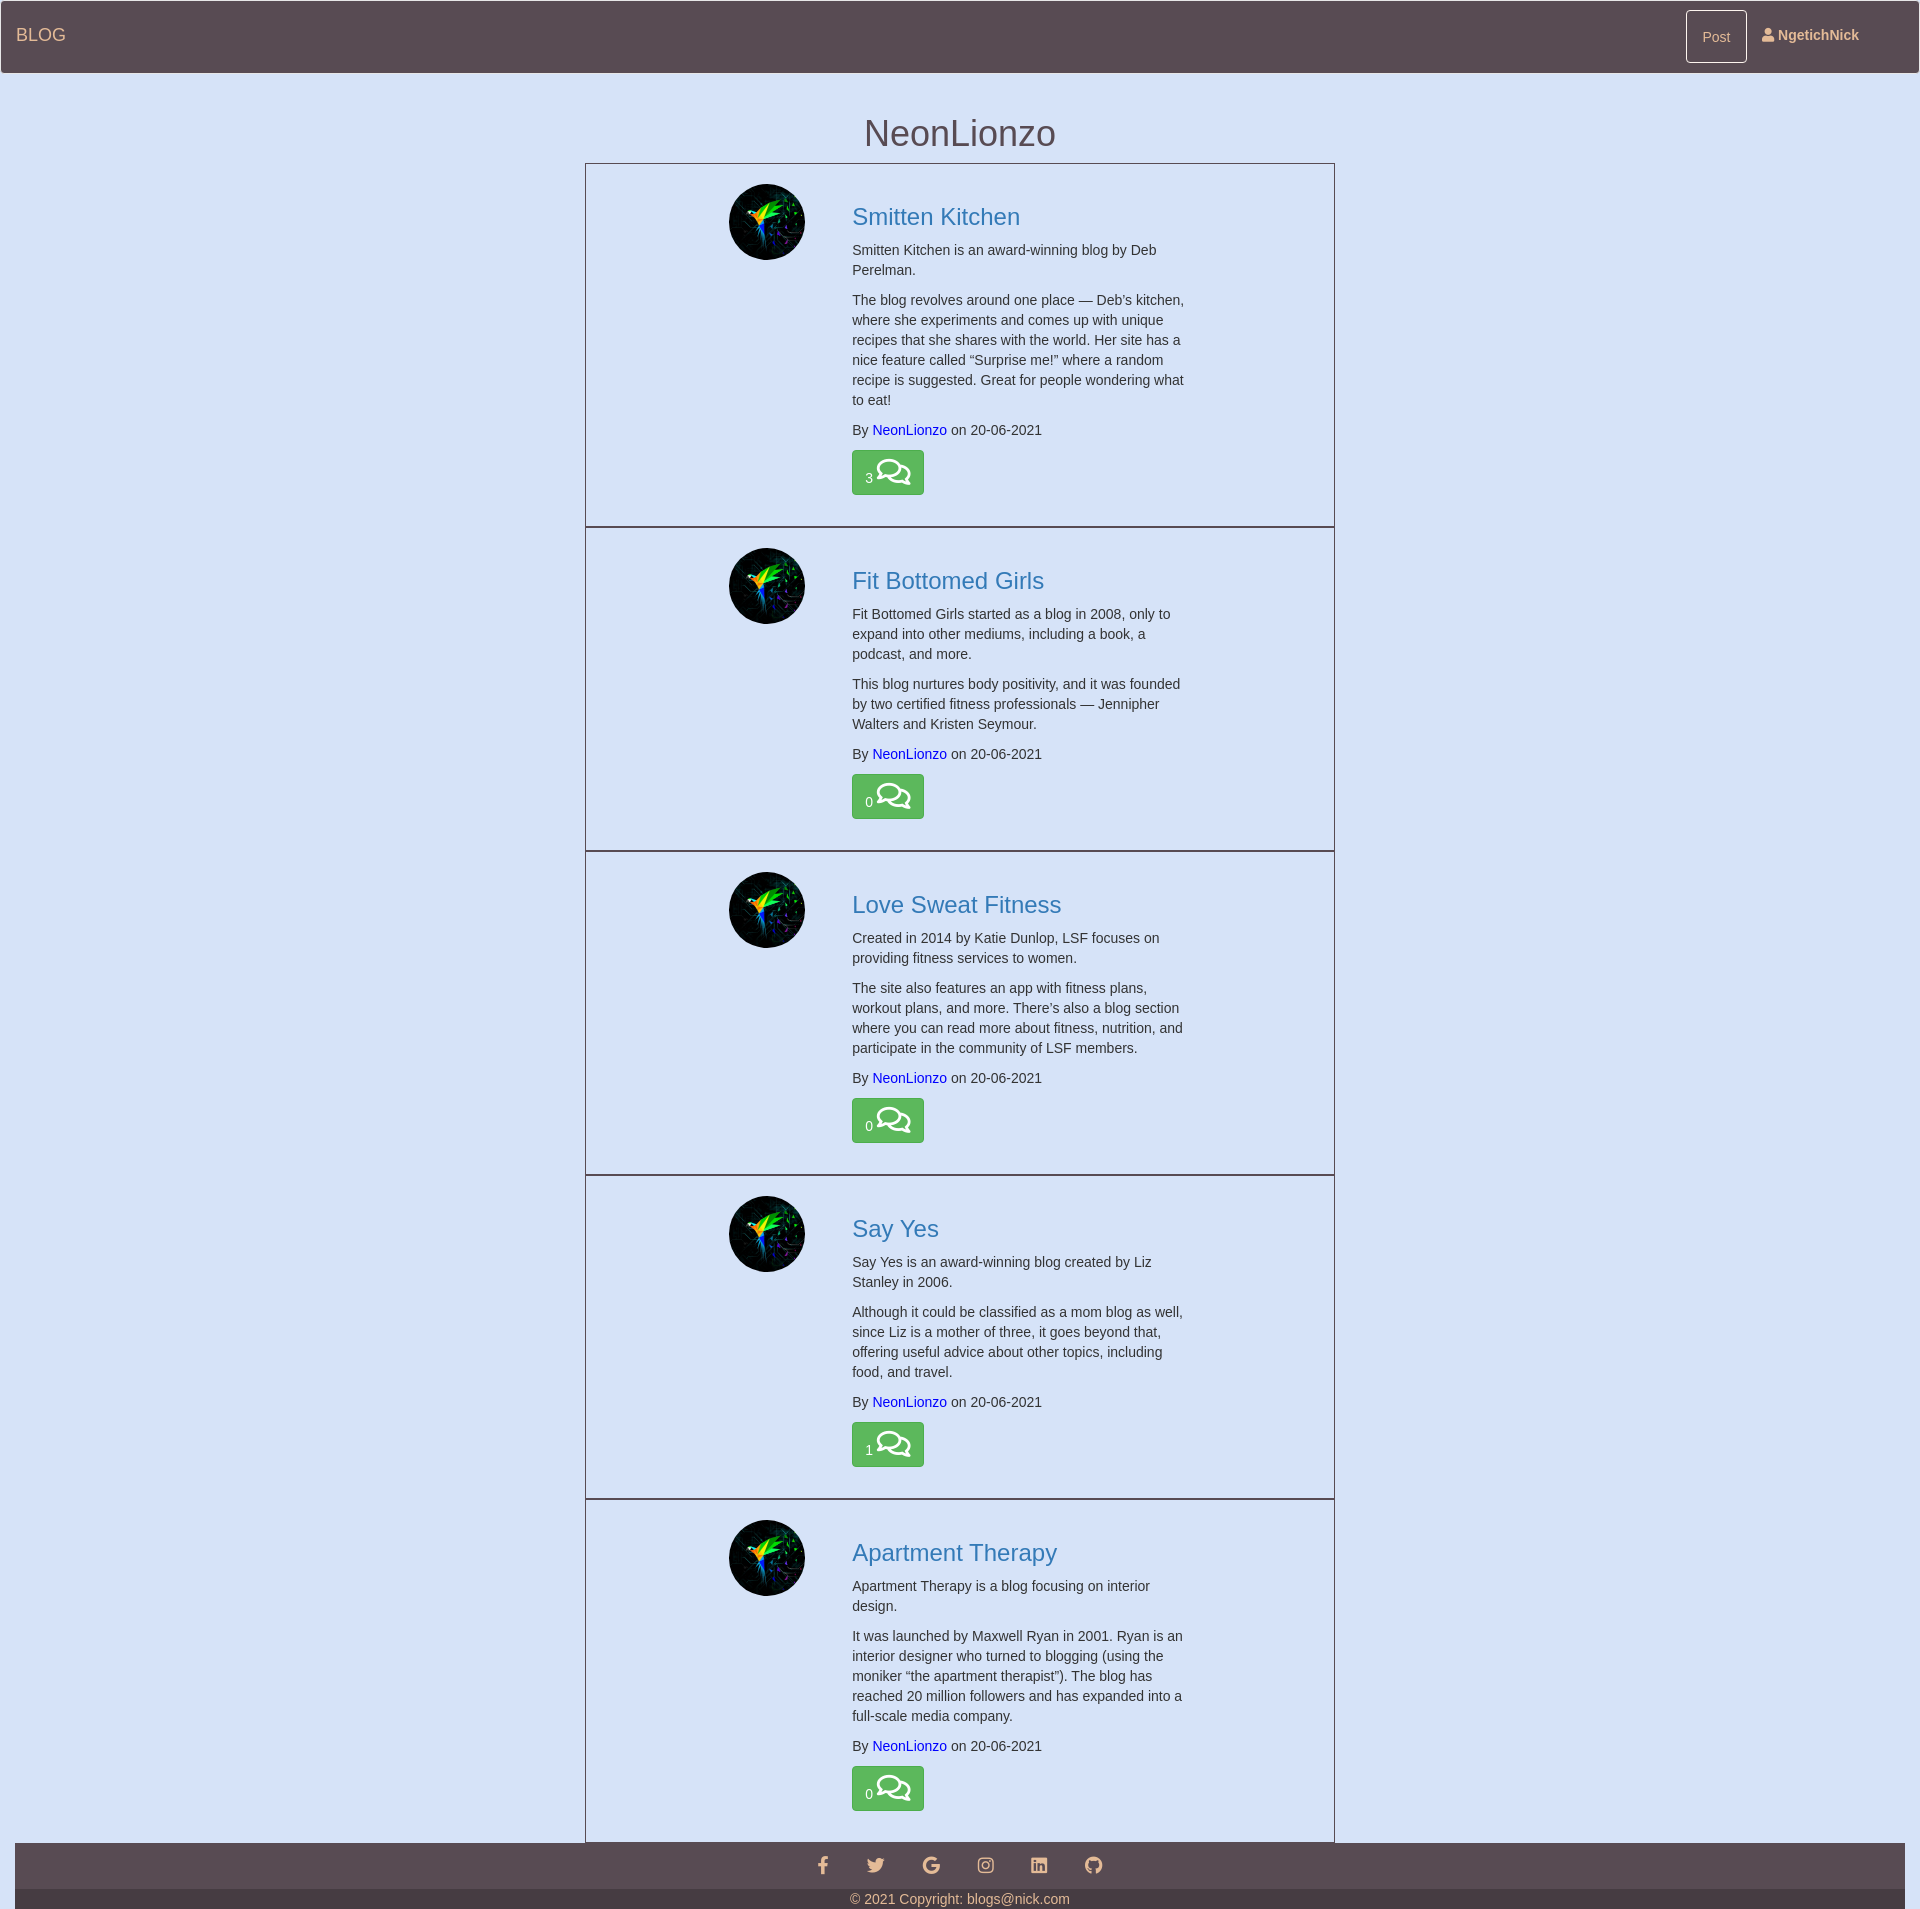 BLOG
Post
NgetichNick
NeonLionzo
Smitten Kitchen
Smitten Kitchen is an award-winning blog by Deb
Perelman.
The blog revolves around one place — Deb’s kitchen,
where she experiments and comes up with unique
recipes that she shares with the world. Her site has a
nice feature called “Surprise me!” where a random
recipe is suggested. Great for people wondering what
to eat!
By NeonLionzo on 20-06-2021
3
Fit Bottomed Girls
Fit Bottomed Girls started as a blog in 2008, only to
expand into other mediums, including a book, a
podcast, and more.
This blog nurtures body positivity, and it was founded
by two certified fitness professionals — Jennipher
Walters and Kristen Seymour.
By NeonLionzo on 20-06-2021
0
Love Sweat Fitness
Created in 2014 by Katie Dunlop, LSF focuses on
providing fitness services to women.
The site also features an app with fitness plans,
workout plans, and more. There’s also a blog section
where you can read more about fitness, nutrition, and
participate in the community of LSF members.
By NeonLionzo on 20-06-2021
0
Say Yes
Say Yes is an award-winning blog created by Liz
Stanley in 2006.
Although it could be classified as a mom blog as well,
since Liz is a mother of three, it goes beyond that,
offering useful advice about other topics, including
food, and travel.
By NeonLionzo on 20-06-2021
1
Apartment Therapy
Apartment Therapy is a blog focusing on interior
design.
It was launched by Maxwell Ryan in 2001. Ryan is an
interior designer who turned to blogging (using the
moniker “the apartment therapist”). The blog has
reached 20 million followers and has expanded into a
full-scale media company.
By NeonLionzo on 20-06-2021
0
© 2021 Copyright: blogs@nick.com